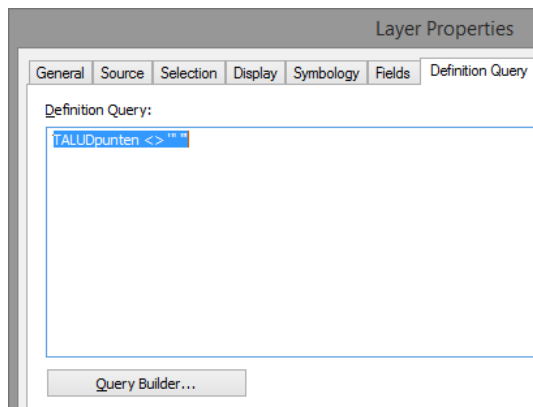 Layer Properties
General Source Selection Display Symbology Fields Definition Query
Definition Query:
TALUDpunten <> '" "'
Query Builder...